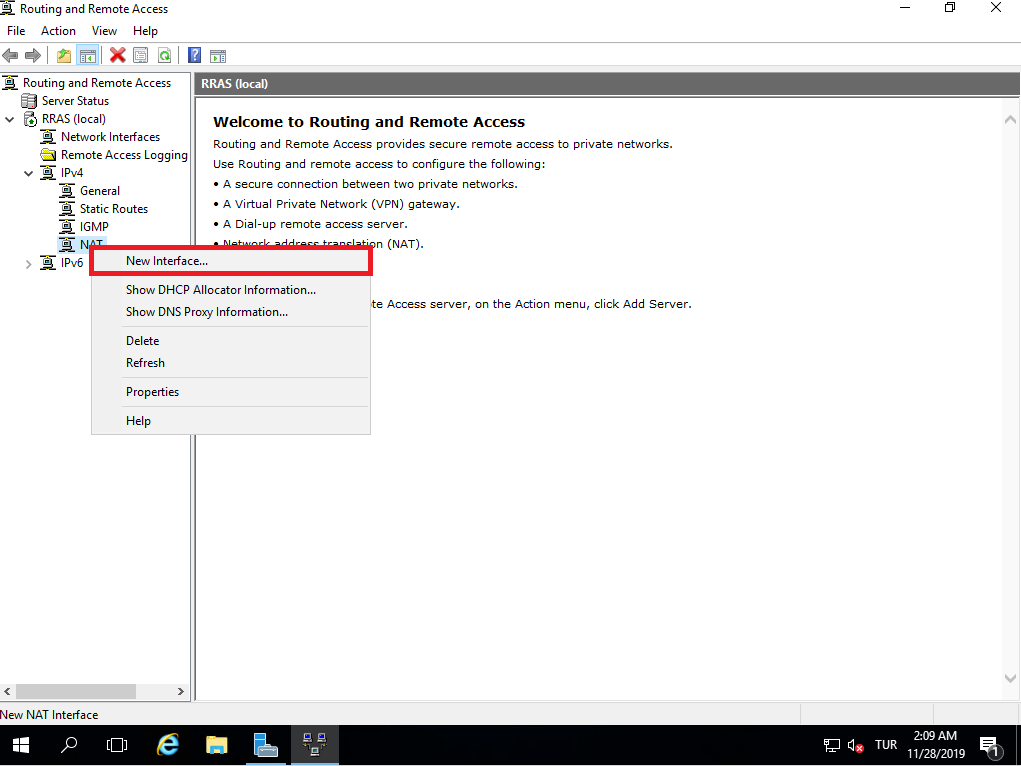 Routing and Remote Access
File Action View Help
Routing and Remote Access
Server Status
RRAS (local)
Network Interfaces
Remote Access Logging
IPv4
General
Static Routes
IGMP
NAT
IPv6
RRAS (local)
Welcome to Routing and Remote Access
Routing and Remote Access provides secure remote access to private networks.
Use Routing and remote access to configure the following:
• A secure connection between two private networks.
• A Virtual Private Network (VPN) gateway.
• A Dial-up remote access server.
• Network address translation (NAT).
Access server, on the Action menu, click Add Server.
New Interface...
Show DHCP Allocator Information...
Show DNS Proxy Information...
Delete
Refresh
Properties
Help
New NAT Interface
TUR
2:09 AM
11/28/2019
1